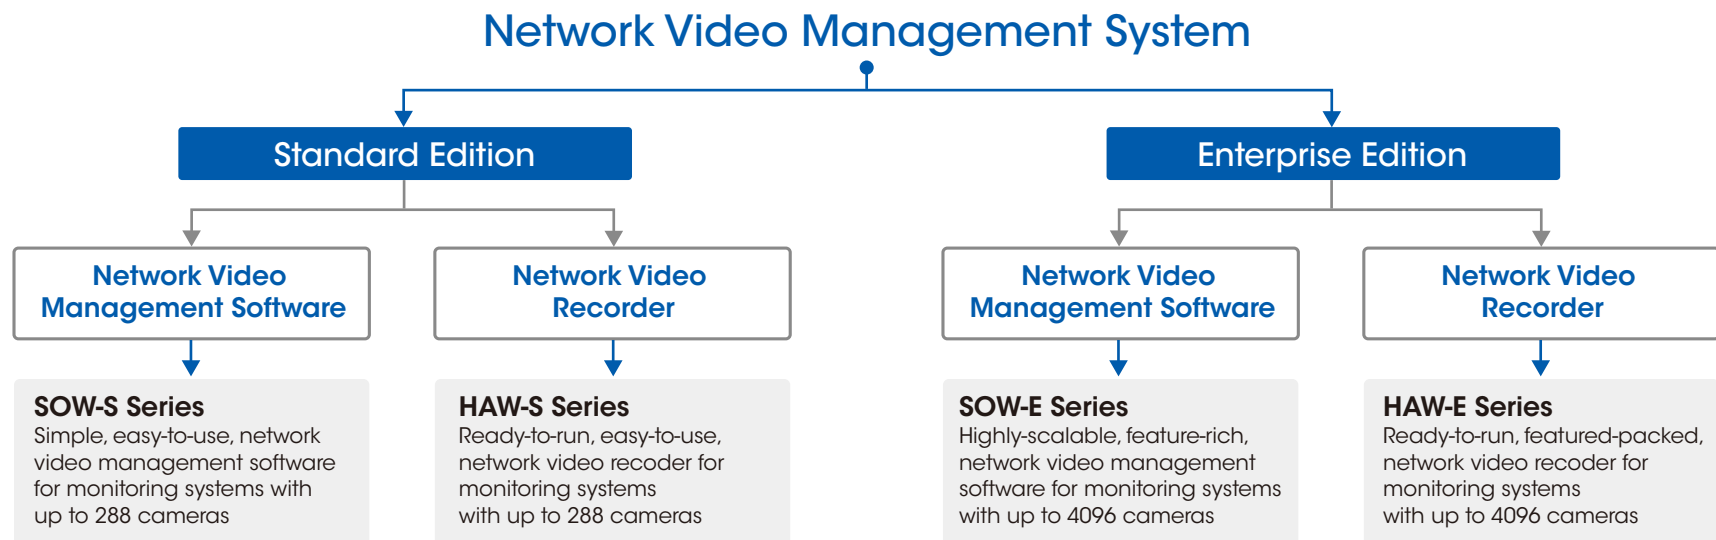 Network Video Management System
Standard Edition
Enterprise Edition
Network Video
Management Software
Network Video
Recorder
Network Video
Management Software
Network Video
Recorder
SOW-S Series
Simple, easy-to-use, network
video management software
for monitoring systems with
up to 288 cameras
HAW-S Series
Ready-to-run, easy-to-use,
network video recoder for
monitoring systems
with up to 288 cameras
SOW-E Series
Highly-scalable, feature-rich,
network video management
software for monitoring systems
with up to 4096 cameras
HAW-E Series
Ready-to-run, featured-packed,
network video recoder for
monitoring systems
with up to 4096 cameras